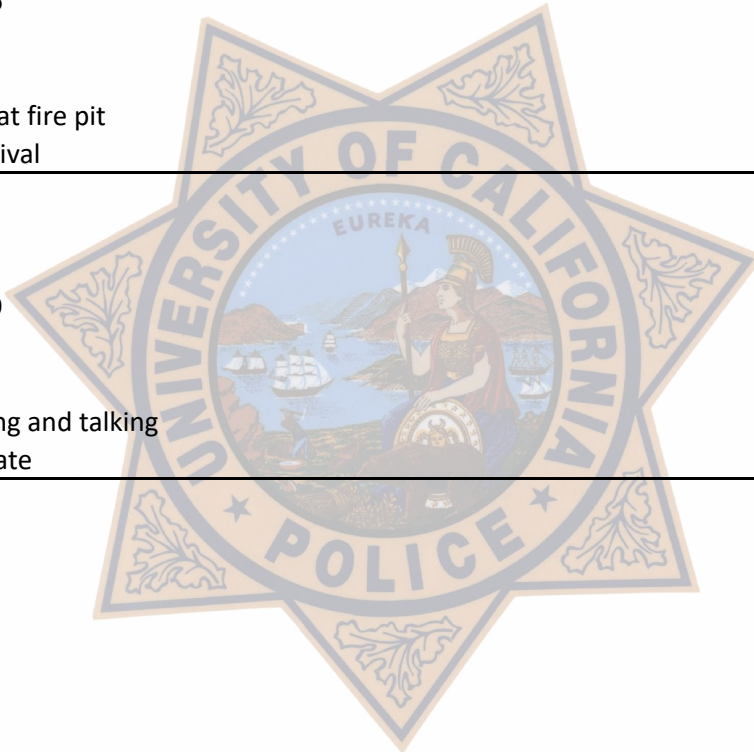 at fire pit
ival
UNIVERSITY OF CALIFORNIA
EUREKA
ng and talking
ate
POLICE